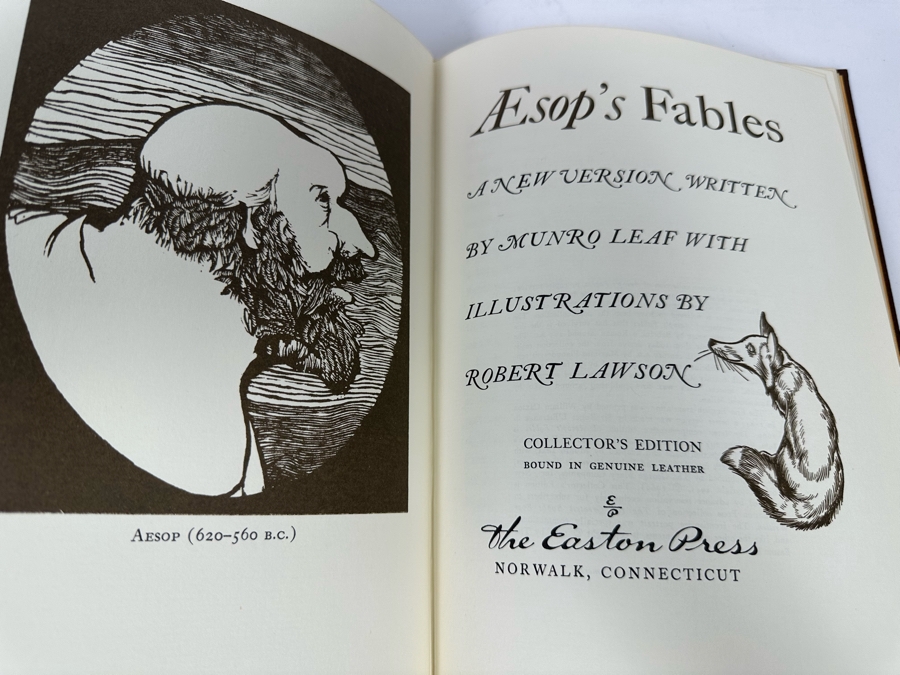 AESOP (620–560 B.C.)
Æsop's Fables
A NEW VERSION WRITTEN
BY MUNRO LEAF WITH
ILLUSTRATIONS BY
ROBERT LAWSON
COLLECTOR'S EDITION
BOUND IN GENUINE LEATHER
E
P
The Easton Press
NORWALK, CONNECTICUT